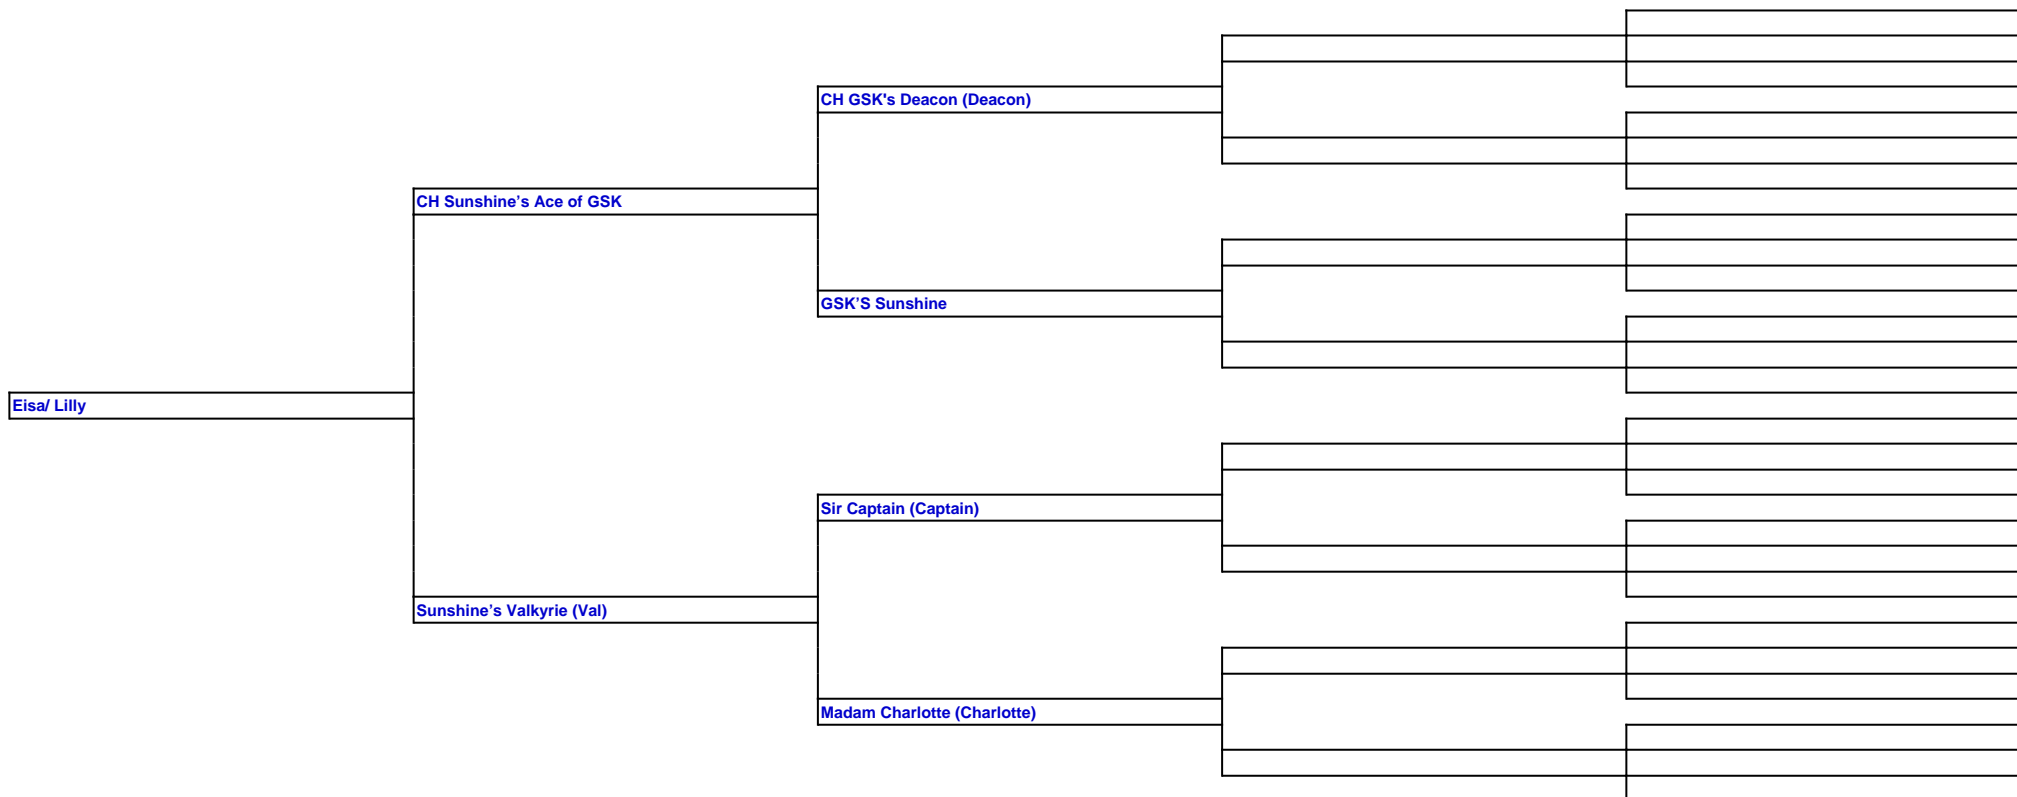 CH GSK's Deacon (Deacon)
CH Sunshine’s Ace of GSK
GSK’S Sunshine
Eisa/ Lilly
Sir Captain (Captain)
Sunshine’s Valkyrie (Val)
Madam Charlotte (Charlotte)